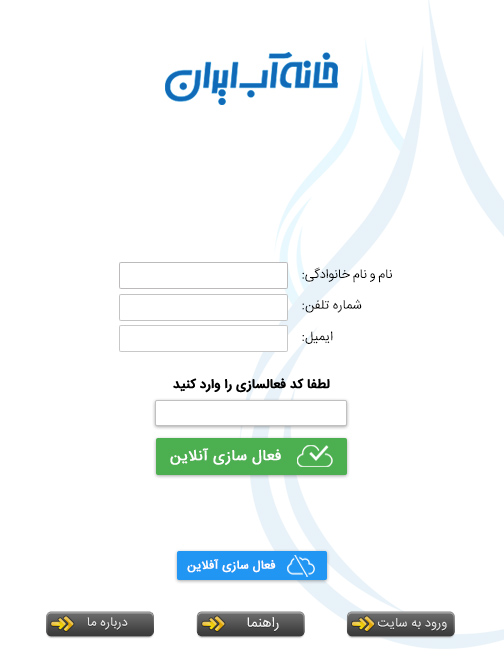 خانه آب ایران
نام و نام خانوادگی:
شماره تلفن:
ایمیل:
لطفا کد فعالسازی را وارد کنید
فعال سازی آنلاین
فعال سازی آفلاین
ورود به سایت
راهنما
درباره ما